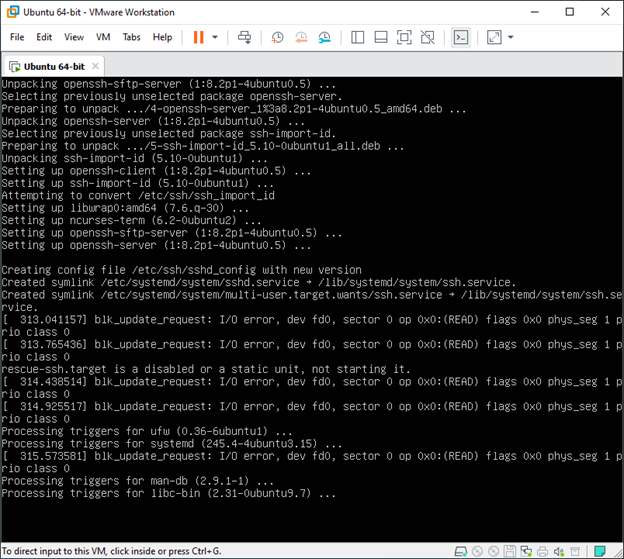 Ubuntu 64-bit - VMware Workstation
File Edit View VM Tabs Help
Ubuntu 64-bit
Unpacking openssh-sftp-server (1:8.2p1-4ubuntu0.5) ...
Selecting previously unselected package openssh-server.
Preparing to unpack .../4-openssh-server_1%3a8.2p1-4ubuntu0.5_amd64.deb ...
Unpacking openssh-server (1:8.2p1-4ubuntu0.5) ...
Selecting previously unselected package ssh-import-id.
Preparing to unpack .../5-ssh-import-id_5.10-0ubuntu1_all.deb ...
Unpacking ssh-import-id (5.10-0ubuntu1) ...
Setting up openssh-client (1:8.2p1-4ubuntu0.5) ...
Setting up ssh-import-id (5.10-0ubuntu1) ...
Attempting to convert /etc/ssh/ssh_import_id
Setting up libwrap0:amd64 (7.6.q-30) ...
Setting up ncurses-term (6.2-0ubuntu2) ...
Setting up openssh-sftp-server (1:8.2p1-4ubuntu0.5) ...
Setting up openssh-server (1:8.2p1-4ubuntu0.5) ...
Creating config file /etc/ssh/sshd_config with new version
Created symlink /etc/systemd/system/sshd.service → /lib/systemd/system/ssh.service.
Created symlink /etc/systemd/system/multi-user.target.wants/ssh.service → /lib/systemd/system/ssh.se
rvice.
[  313.041157] blk_update_request: I/O error, dev fd0, sector 0 op 0x0:(READ) flags 0x0 phys_seg 1 p
rio class 0
[  313.765436] blk_update_request: I/O error, dev fd0, sector 0 op 0x0:(READ) flags 0x0 phys_seg 1 p
rio class 0
rescue-ssh.target is a disabled or a static unit, not starting it.
[  314.438514] blk_update_request: I/O error, dev fd0, sector 0 op 0x0:(READ) flags 0x0 phys_seg 1 p
rio class 0
[  314.925517] blk_update_request: I/O error, dev fd0, sector 0 op 0x0:(READ) flags 0x0 phys_seg 1 p
rio class 0
Processing triggers for ufw (0.36-6ubuntu1) ...
Processing triggers for systemd (245.4-4ubuntu3.15) ...
[  315.573581] blk_update_request: I/O error, dev fd0, sector 0 op 0x0:(READ) flags 0x0 phys_seg 1 p
rio class 0
Processing triggers for man-db (2.9.1-1) ...
Processing triggers for libc-bin (2.31-0ubuntu9.7) ...
To direct input to this VM, click inside or press Ctrl+G.